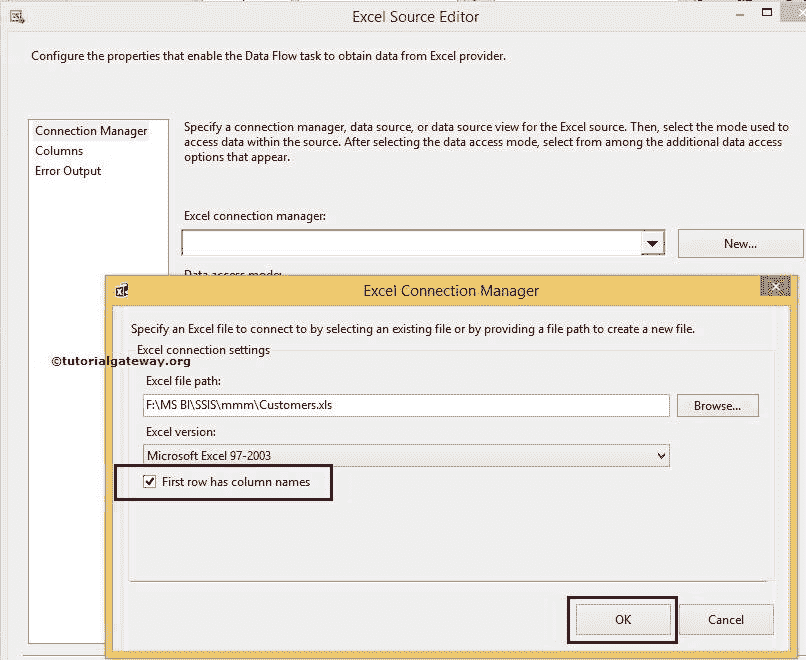 Excel Source Editor
Configure the properties that enable the Data Flow task to obtain data from Excel provider.
Connection Manager
Columns
Error Output
Specify a connection manager, data source, or data source view for the Excel source. Then, select the mode used to
access data within the source. After selecting the data access mode, select from among the additional data access
options that appear.
Excel connection manager:
New...
Data access mode:
Excel Connection Manager
Specify an Excel file to connect to by selecting an existing file or by providing a file path to create a new file.
Excel connection settings
©tutorialgateway.org
Excel file path:
F:\MS BI\SSIS\mmm\Customers.xls
Browse...
Excel version:
Microsoft Excel 97-2003
First row has column names
OK
Cancel